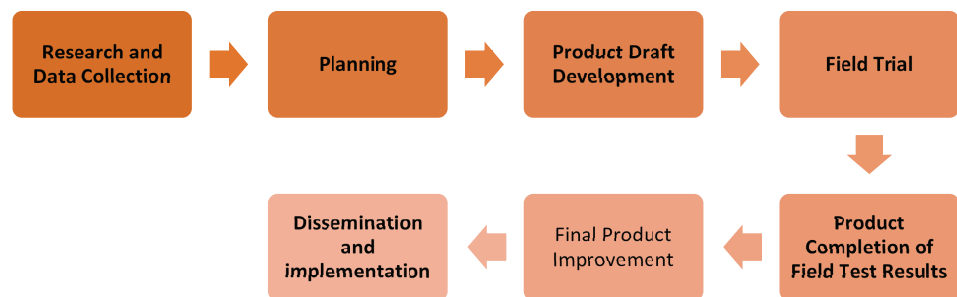 Research and
Data Collection
Planning
Product Draft
Development
Field Trial
Product
Completion of
Field Test Results
Final Product
Improvement
Dissemination
and
implementation